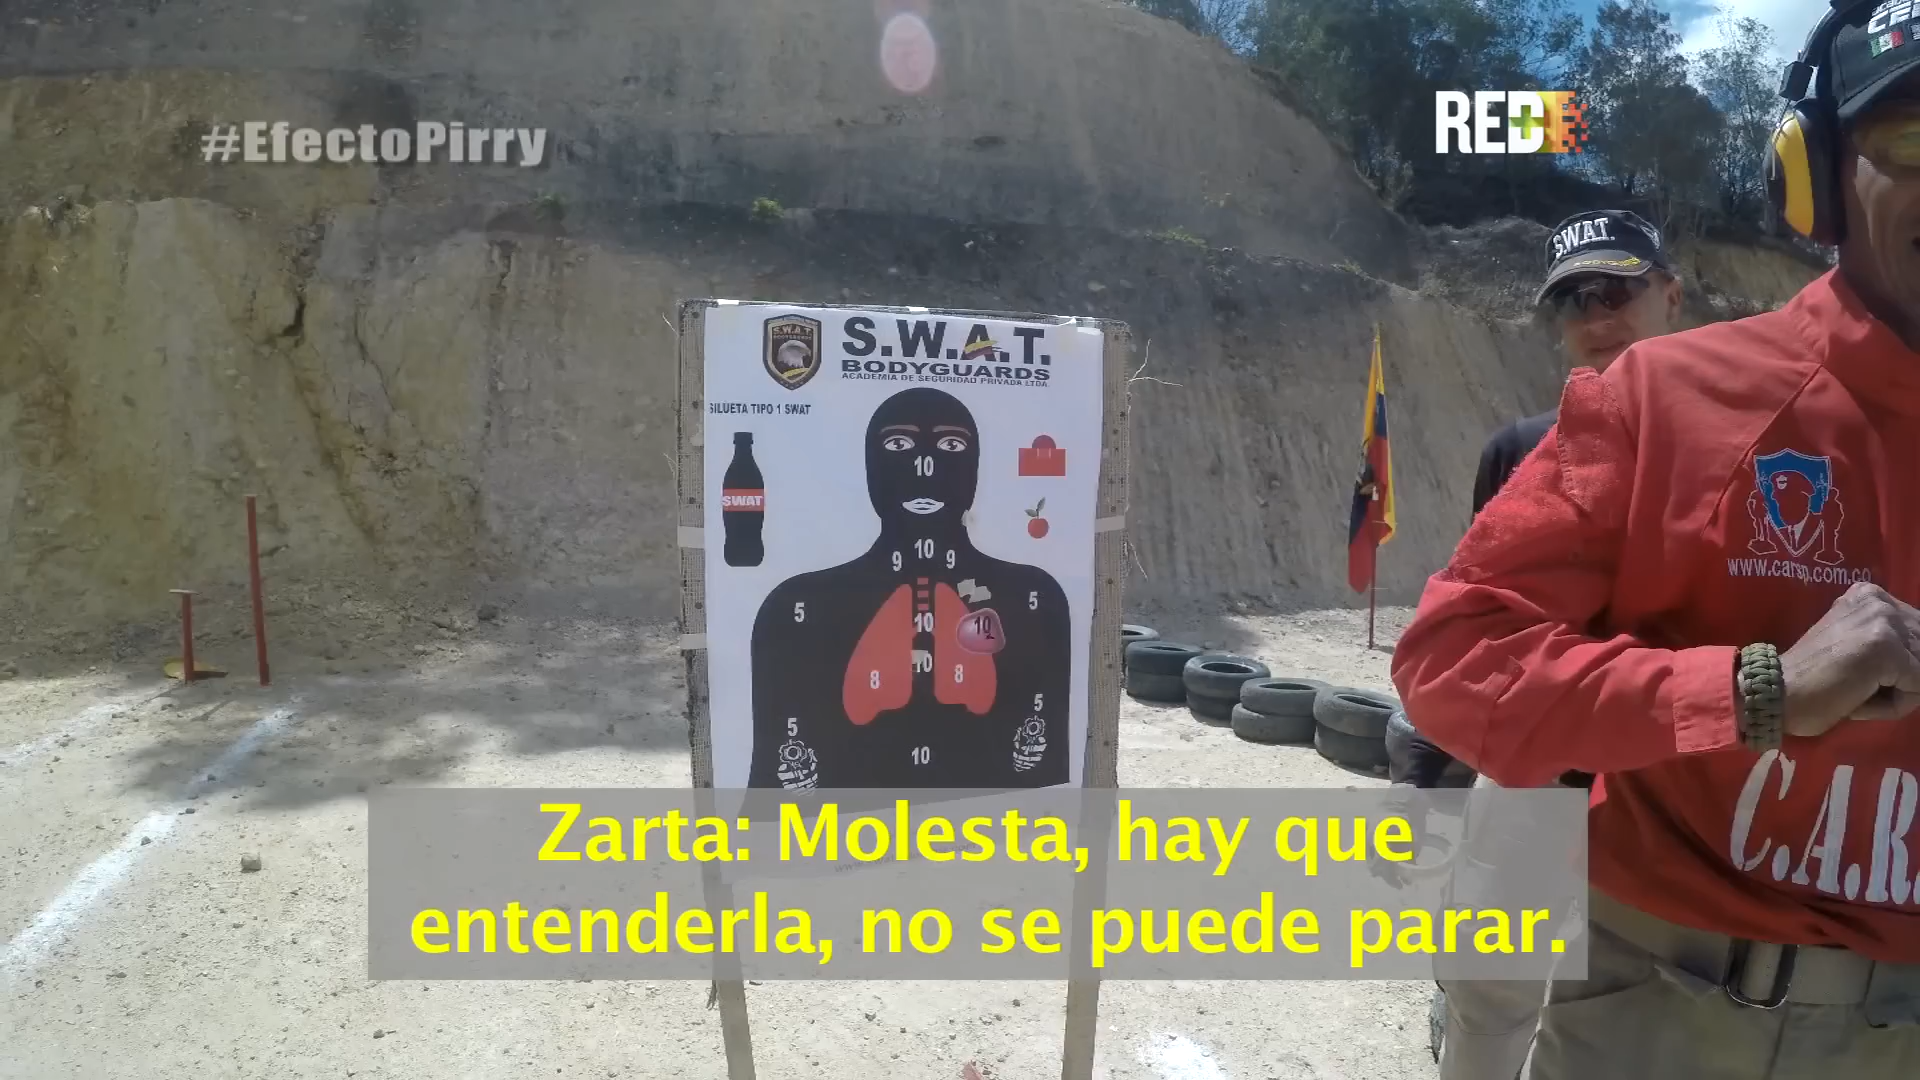 #EfectoPirry
RED+
S.W.A.T.
S.W.A.T.
S.W.A.T.
BODYGUARDS
ACADEMIA DE SEGURIDAD PRIVADA LTDA.
SILUETA TIPO 1 SWAT
SWAT
10
10
9
9
5
5
10
10
10
8
8
5
5
10
www.carsp.com.co
C.A.R.
Zarta: Molesta, hay que
entenderla, no se puede parar.